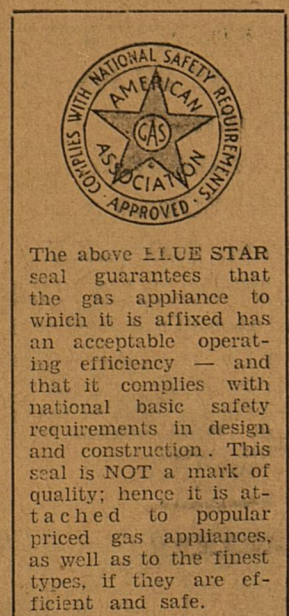 COMPLIES WITH NATIONAL SAFETY REQUIREMENTS
· APPROVED ·
AMERICAN
GAS
ASSOCIATION
The above BLUE STAR
seal guarantees that
the gas appliance to
which it is affixed has
an acceptable operat-
ing efficiency — and
that it complies with
national basic safety
requirements in design
and construction. This
seal is NOT a mark of
quality; hence it is at-
tached to popular
priced gas appliances,
as well as to the finest
types, if they are ef-
ficient and safe.